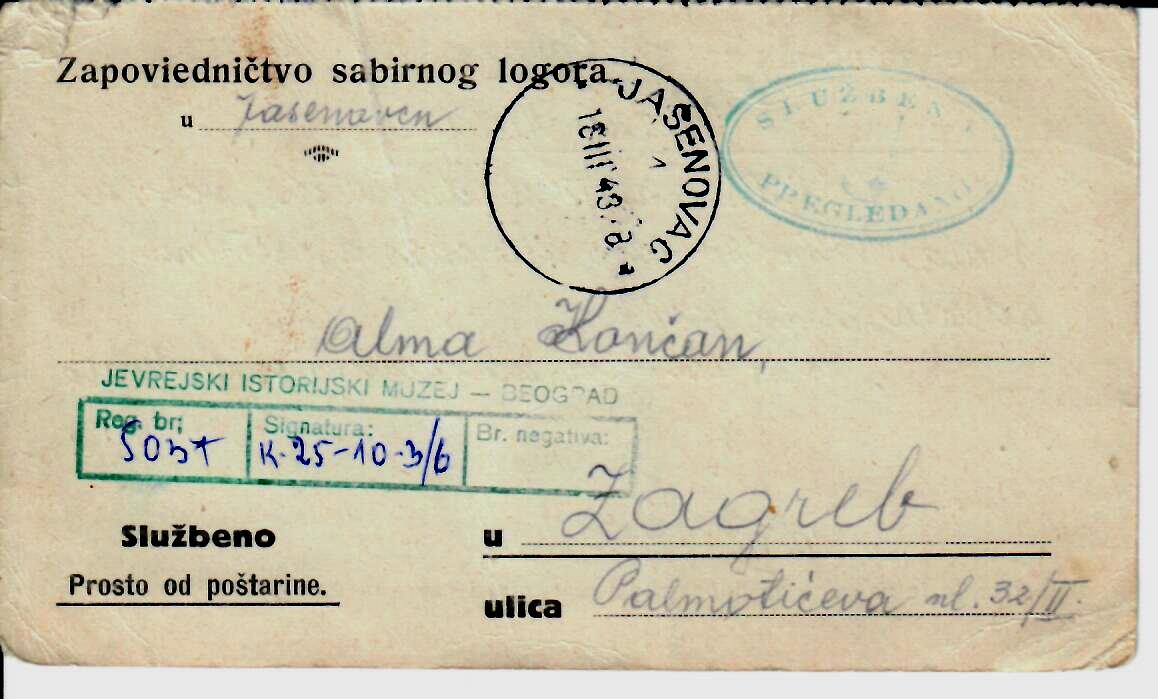 Zapovjedničtvo sabirnog logora
u Jasenovcu
JASENOVAC
18 III 43
SLUŽBENO
PREGLEDANO
Alma Končan,
JEVREJSKI ISTORIJSKI MUZEJ — BEOGRAD
Reg. br; Signatura: Br. negativa:
K-25-10-3/6
Službeno
Prosto od poštarine.
u Zagreb
ulica Palmotićeva ul. 32/II.